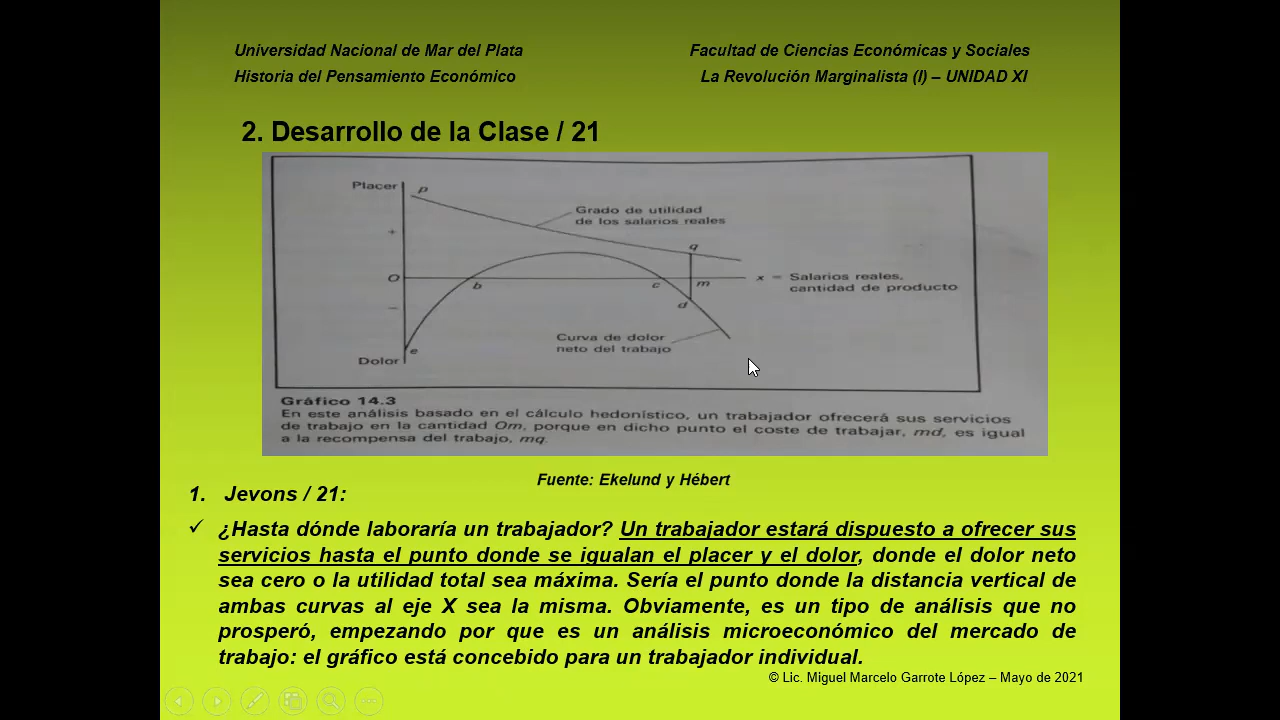 Universidad Nacional de Mar del Plata
Facultad de Ciencias Económicas y Sociales
Historia del Pensamiento Económico
La Revolución Marginalista (I) – UNIDAD XI
2. Desarrollo de la Clase / 21
Placer
p
Grado de utilidad
de los salarios reales
+
q
O
b
c
m
x = Salarios reales,
cantidad de producto
–
d
Curva de dolor
neto del trabajo
e
Dolor
Gráfico 14.3
En este análisis basado en el cálculo hedonístico, un trabajador ofrecerá sus servicios
de trabajo en la cantidad Om, porque en dicho punto el coste de trabajar, md, es igual
a la recompensa del trabajo, mq.
Fuente: Ekelund y Hébert
1. Jevons / 21:
✓ ¿Hasta dónde laboraría un trabajador? Un trabajador estará dispuesto a ofrecer sus
servicios hasta el punto donde se igualan el placer y el dolor, donde el dolor neto
sea cero o la utilidad total sea máxima. Sería el punto donde la distancia vertical de
ambas curvas al eje X sea la misma. Obviamente, es un tipo de análisis que no
prosperó, empezando por que es un análisis microeconómico del mercado de
trabajo: el gráfico está concebido para un trabajador individual.
© Lic. Miguel Marcelo Garrote López – Mayo de 2021